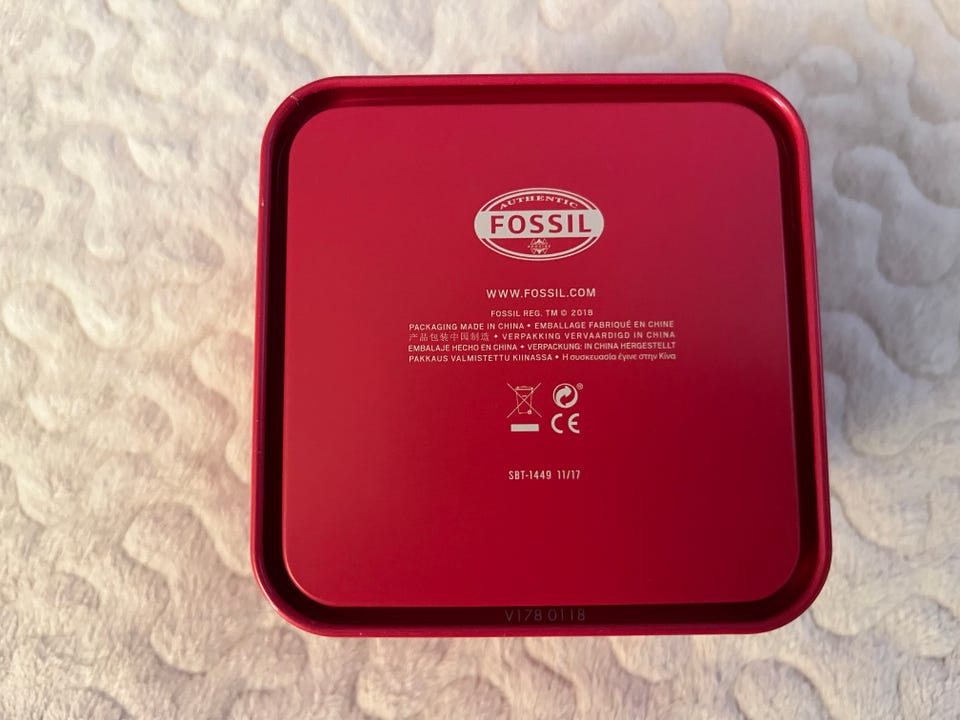 AUTHENTIC
FOSSIL
WWW.FOSSIL.COM
FOSSIL REG. TM © 2018
PACKAGING MADE IN CHINA • EMBALLAGE FABRIQUÉ EN CHINE
产品包装中国制造 • VERPAKKING VERVAARDIGD IN CHINA
EMBALAJE HECHO EN CHINA • VERPACKUNG: IN CHINA HERGESTELLT
PAKKAUS VALMISTETTU KIINASSA • Η συσκευασία έγινε στην Κίνα
®
CE
SBT-1449 11/17
V178 0118